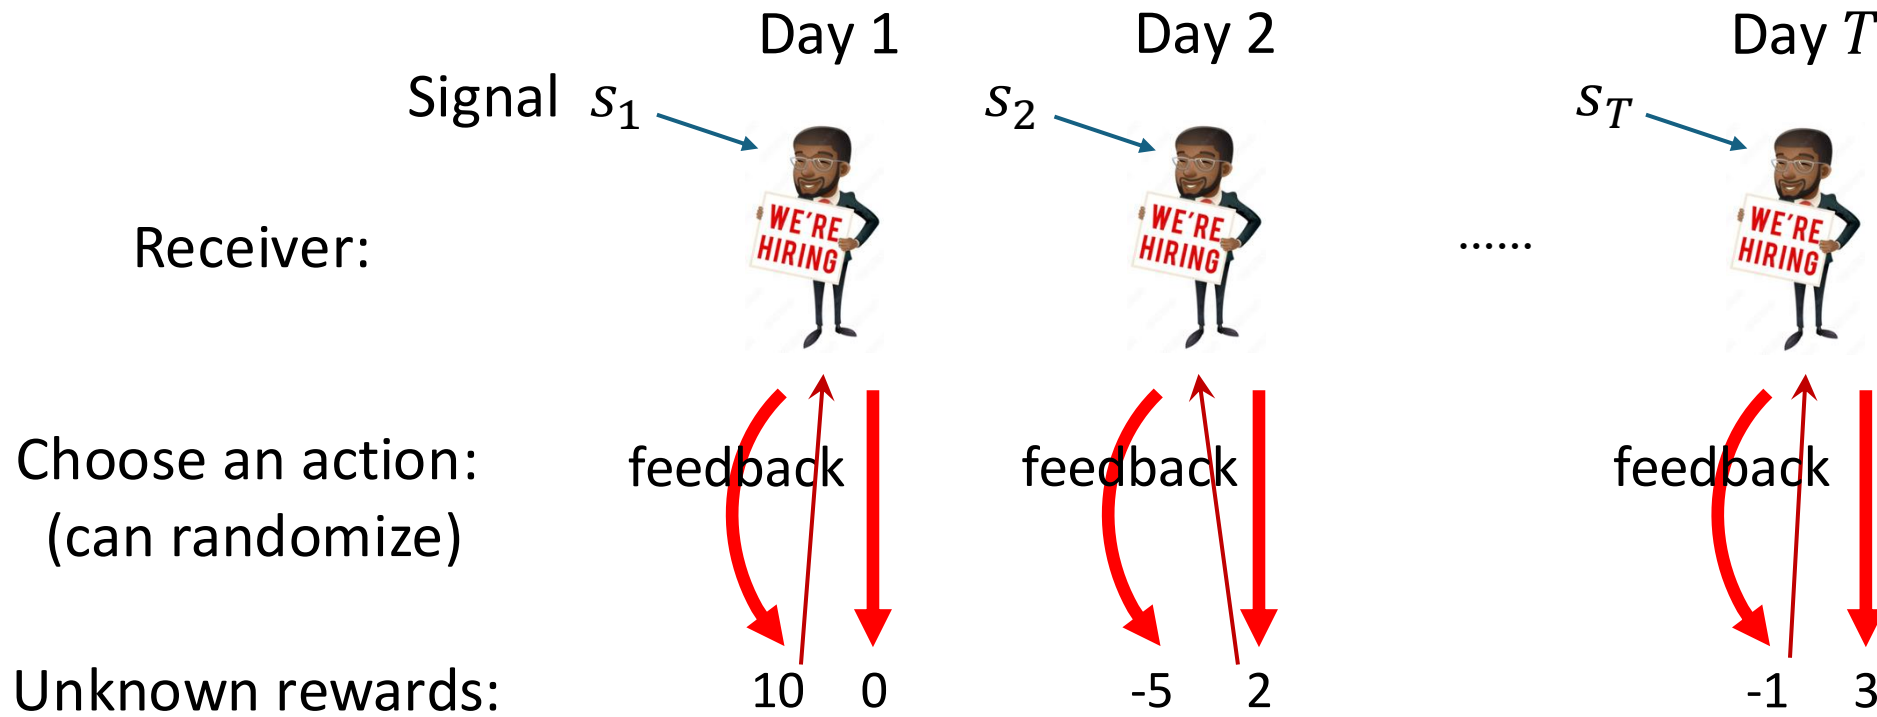 Day 1 Day 2 Day T
Signal s₁ s₂ s_T
WE'RE HIRING WE'RE HIRING WE'RE HIRING
Receiver: ......
Choose an action: feedback feedback feedback
(can randomize)
Unknown rewards: 10 0 -5 2 -1 3